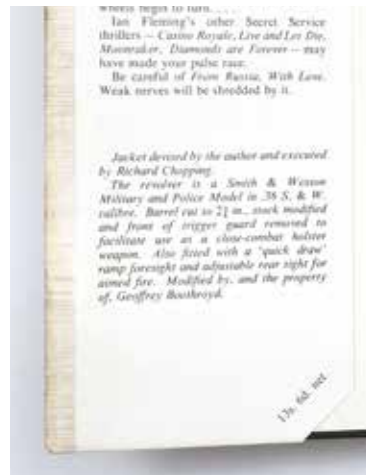 wheels begin to turn. . . .
Ian Fleming's other Secret Service
thrillers — Casino Royale, Live and Let Die,
Moonraker, Diamonds are Forever — may
have made your pulse race.
Be careful of From Russia, With Love.
Weak nerves will be shredded by it.
Jacket devised by the author and executed
by Richard Chopping.
The revolver is a Smith & Wesson
Military and Police Model in .38 S. & W.
calibre. Barrel cut to 2¾ in., stock modified
and front of trigger guard removed to
facilitate use as a close-combat holster
weapon. Also fitted with a 'quick draw'
ramp foresight and adjustable rear sight for
aimed fire. Modified by, and the property
of, Geoffrey Boothroyd.
13s. 6d. net